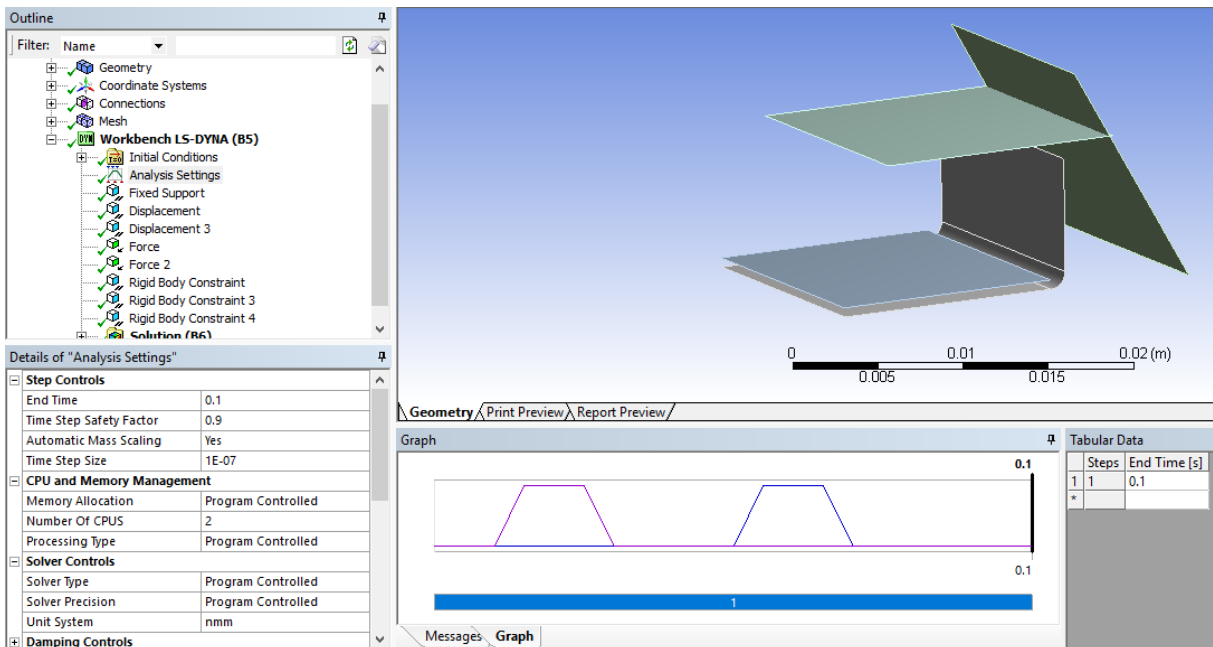 Outline
Filter: Name
Geometry
Coordinate Systems
Connections
Mesh
DYN Workbench LS-DYNA (B5)
T=0 Initial Conditions
Analysis Settings
Fixed Support
Displacement
Displacement 3
Force
Force 2
Rigid Body Constraint
Rigid Body Constraint 3
Rigid Body Constraint 4
Solution (B6)
Details of "Analysis Settings"
Step Controls
End Time 0.1
Time Step Safety Factor 0.9
Automatic Mass Scaling Yes
Time Step Size 1E-07
CPU and Memory Management
Memory Allocation Program Controlled
Number Of CPUS 2
Processing Type Program Controlled
Solver Controls
Solver Type Program Controlled
Solver Precision Program Controlled
Unit System nmm
Damping Controls
0 0.01 0.02 (m)
0.005 0.015
Geometry Print Preview Report Preview
Graph
0.1
0.1
1
Messages Graph
Tabular Data
Steps End Time [s]
1 1 0.1
*